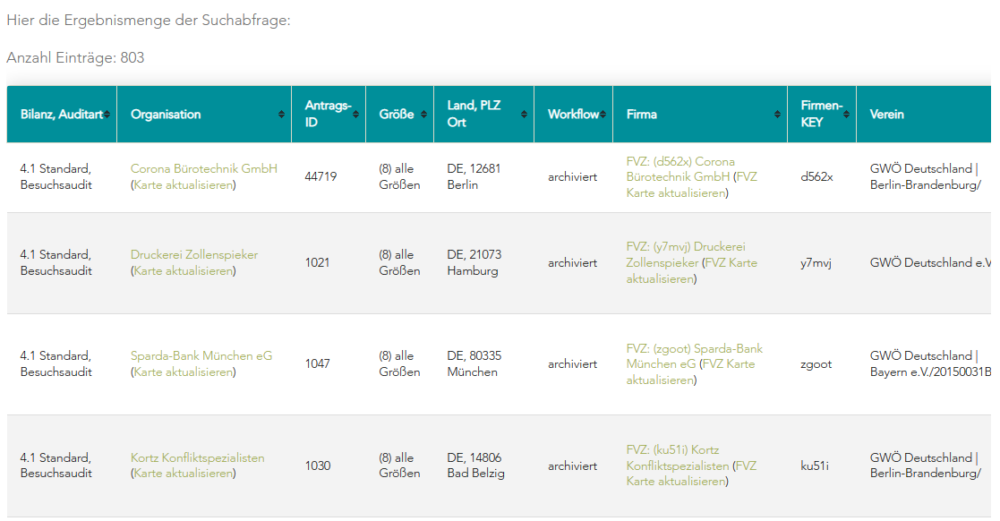 Hier die Ergebnismenge der Suchabfrage:
Anzahl Einträge: 803
Bilanz, Auditart
Organisation
Antrags-
ID
Größe
Land, PLZ
Ort
Workflow
Firma
Firmen-
KEY
Verein
4.1 Standard,
Besuchsaudit
Corona Bürotechnik GmbH
(Karte aktualisieren)
44719
(8) alle
Größen
DE, 12681
Berlin
archiviert
FVZ: (d562x) Corona
Bürotechnik GmbH (FVZ
Karte aktualisieren)
d562x
GWÖ Deutschland |
Berlin-Brandenburg/
4.1 Standard,
Besuchsaudit
Druckerei Zollenspieker
(Karte aktualisieren)
1021
(8) alle
Größen
DE, 21073
Hamburg
archiviert
FVZ: (y7mvj) Druckerei
Zollenspieker (FVZ Karte
aktualisieren)
y7mvj
GWÖ Deutschland e.V
4.1 Standard,
Besuchsaudit
Sparda-Bank München eG
(Karte aktualisieren)
1047
(8) alle
Größen
DE, 80335
München
archiviert
FVZ: (zgoot) Sparda-Bank
München eG (FVZ Karte
aktualisieren)
zgoot
GWÖ Deutschland |
Bayern e.V./20150031B
4.1 Standard,
Besuchsaudit
Kortz Konfliktspezialisten
(Karte aktualisieren)
1030
(8) alle
Größen
DE, 14806
Bad Belzig
archiviert
FVZ: (ku51i) Kortz
Konfliktspezialisten (FVZ
Karte aktualisieren)
ku51i
GWÖ Deutschland |
Berlin-Brandenburg/